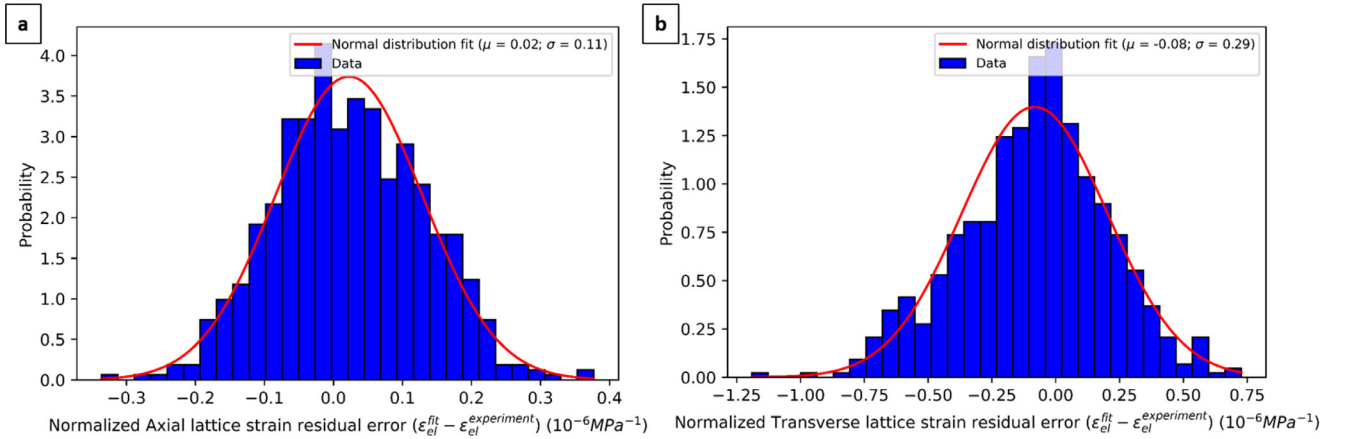 a
Normal distribution fit (μ = 0.02; σ = 0.11)
Data
4.0
3.5
3.0
2.5
2.0
1.5
1.0
0.5
0.0
Probability
−0.3 −0.2 −0.1 0.0 0.1 0.2 0.3 0.4
Normalized Axial lattice strain residual error (ε_el^fit − ε_el^experiment) (10^−6 MPa^−1)
b
Normal distribution fit (μ = -0.08; σ = 0.29)
Data
1.75
1.50
1.25
1.00
0.75
0.50
0.25
0.00
Probability
−1.25 −1.00 −0.75 −0.50 −0.25 0.00 0.25 0.50 0.75
Normalized Transverse lattice strain residual error (ε_el^fit − ε_el^experiment) (10^−6 MPa^−1)